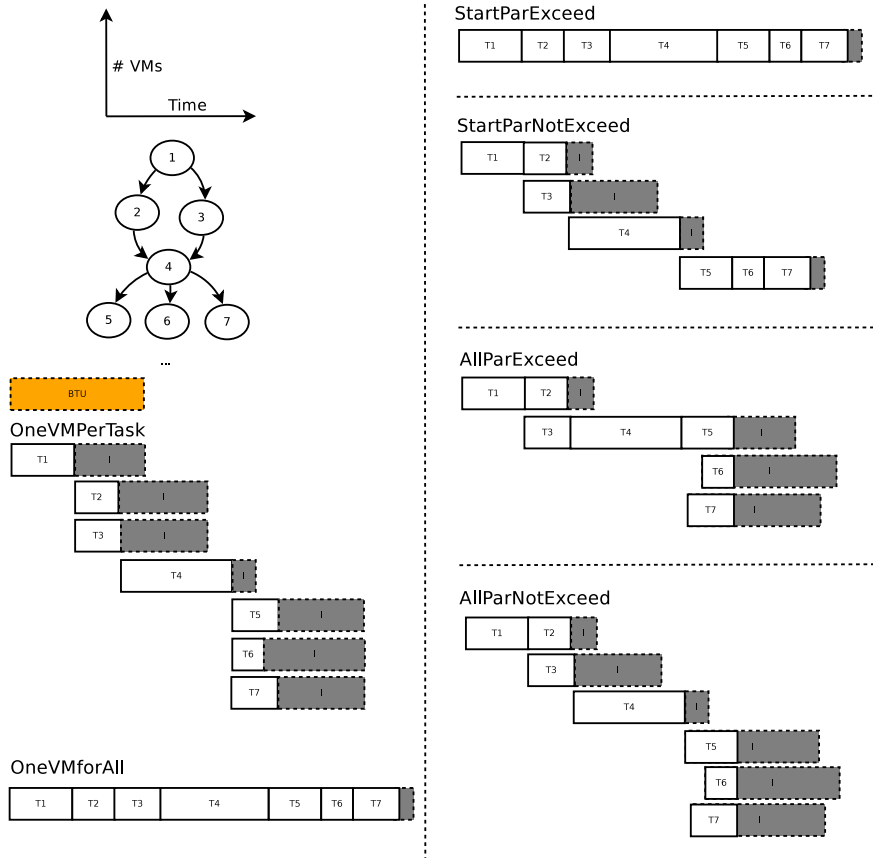 # VMs
Time
1
2
3
4
5
6
7
...
BTU
OneVMPerTask
T1
I
T2
I
T3
I
T4
I
T5
I
T6
I
T7
I
OneVMforAll
T1
T2
T3
T4
T5
T6
T7
StartParExceed
T1
T2
T3
T4
T5
T6
T7
StartParNotExceed
T1
T2
I
T3
I
T4
I
T5
T6
T7
AllParExceed
T1
T2
I
T3
T4
T5
I
T6
I
T7
I
AllParNotExceed
T1
T2
I
T3
I
T4
I
T5
I
T6
I
T7
I